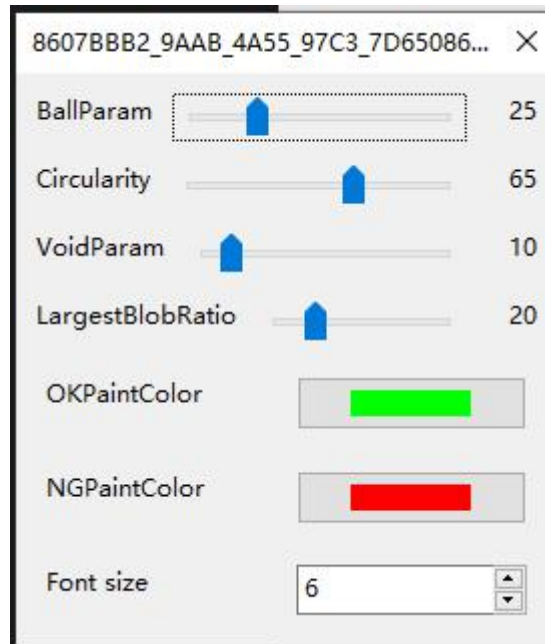 8607BBB2_9AAB_4A55_97C3_7D65086...
BallParam 25
Circularity 65
VoidParam 10
LargestBlobRatio 20
OKPaintColor
NGPaintColor
Font size 6